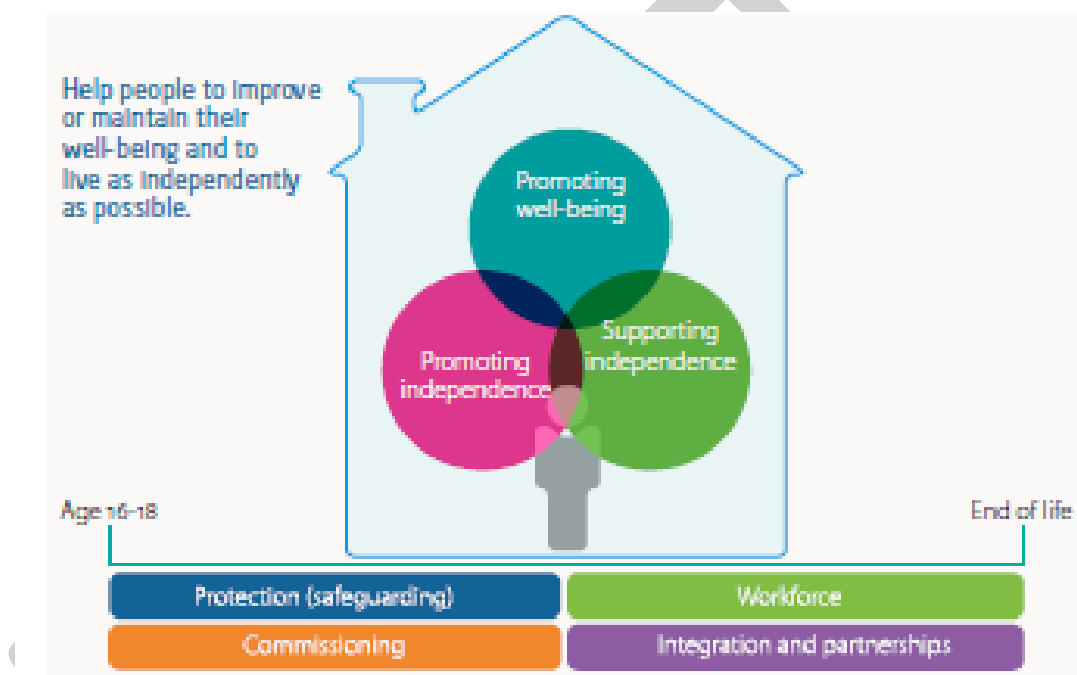 Help people to improve
or maintain their
well-being and to
live as independently
as possible.
Promoting
well-being
Promoting
independence
Supporting
independence
Age 16-18
End of life
Protection (safeguarding)
Workforce
Commissioning
Integration and partnerships